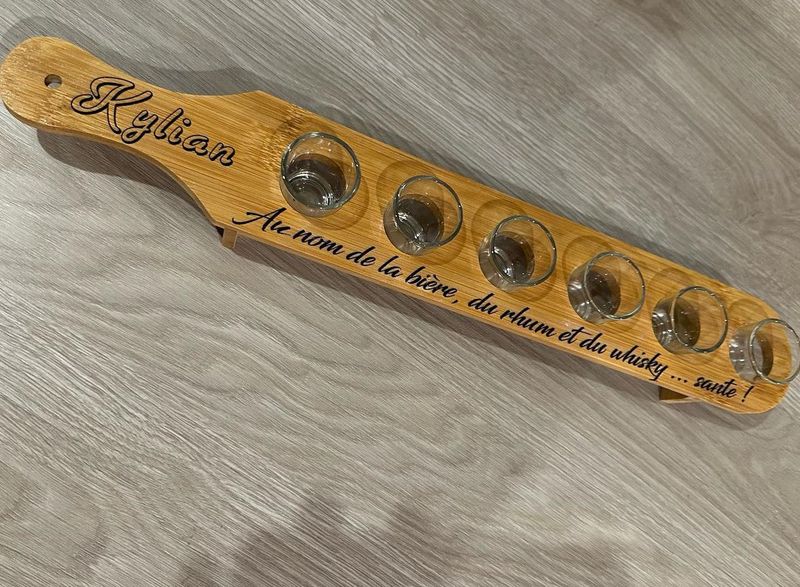 Kylian
Au nom de la bière, du rhum et du whisky ... sante !